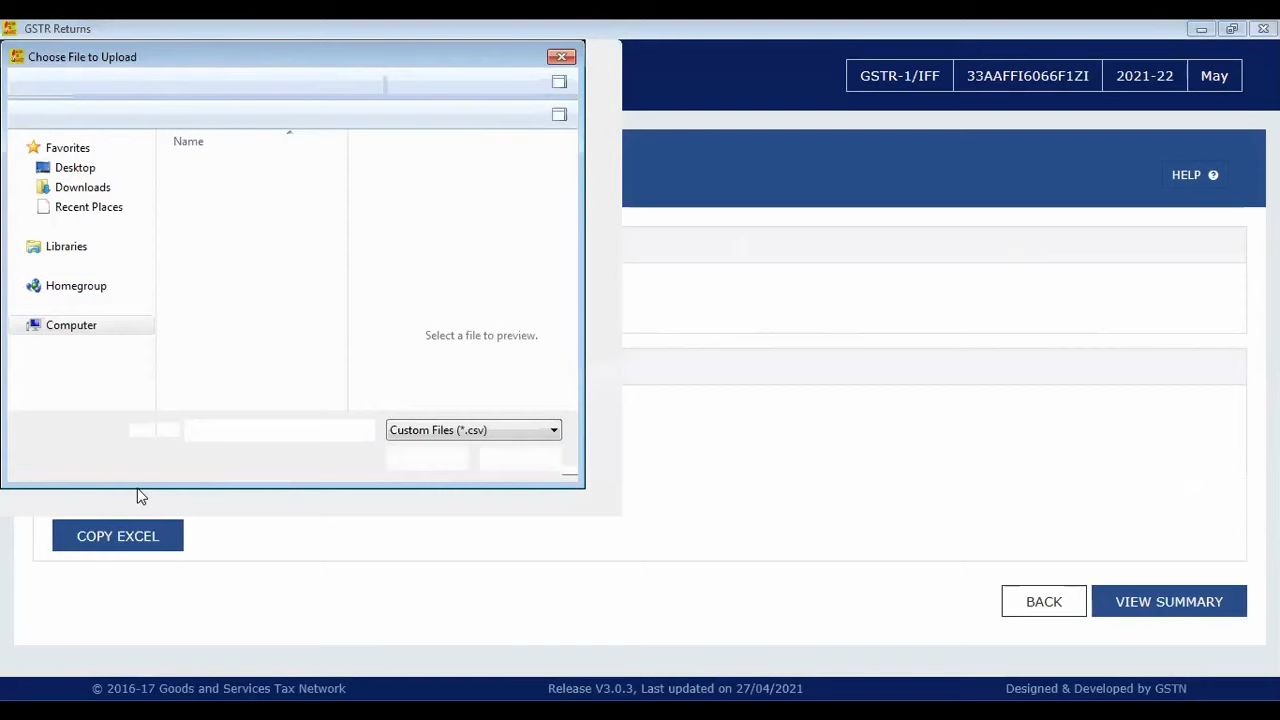 GSTR Returns
Choose File to Upload
GSTR-1/IFF 33AAFFI6066F1ZI 2021-22 May
HELP ?
Favorites
Desktop
Downloads
Recent Places
Libraries
Homegroup
Computer
Name
Select a file to preview.
Custom Files (*.csv)
COPY EXCEL
BACK VIEW SUMMARY
© 2016-17 Goods and Services Tax Network Release V3.0.3, Last updated on 27/04/2021 Designed & Developed by GSTN